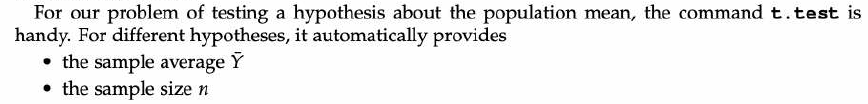 For our problem of testing a hypothesis about the population mean, the command t.test is
handy. For different hypotheses, it automatically provides
• the sample average Ȳ
• the sample size n